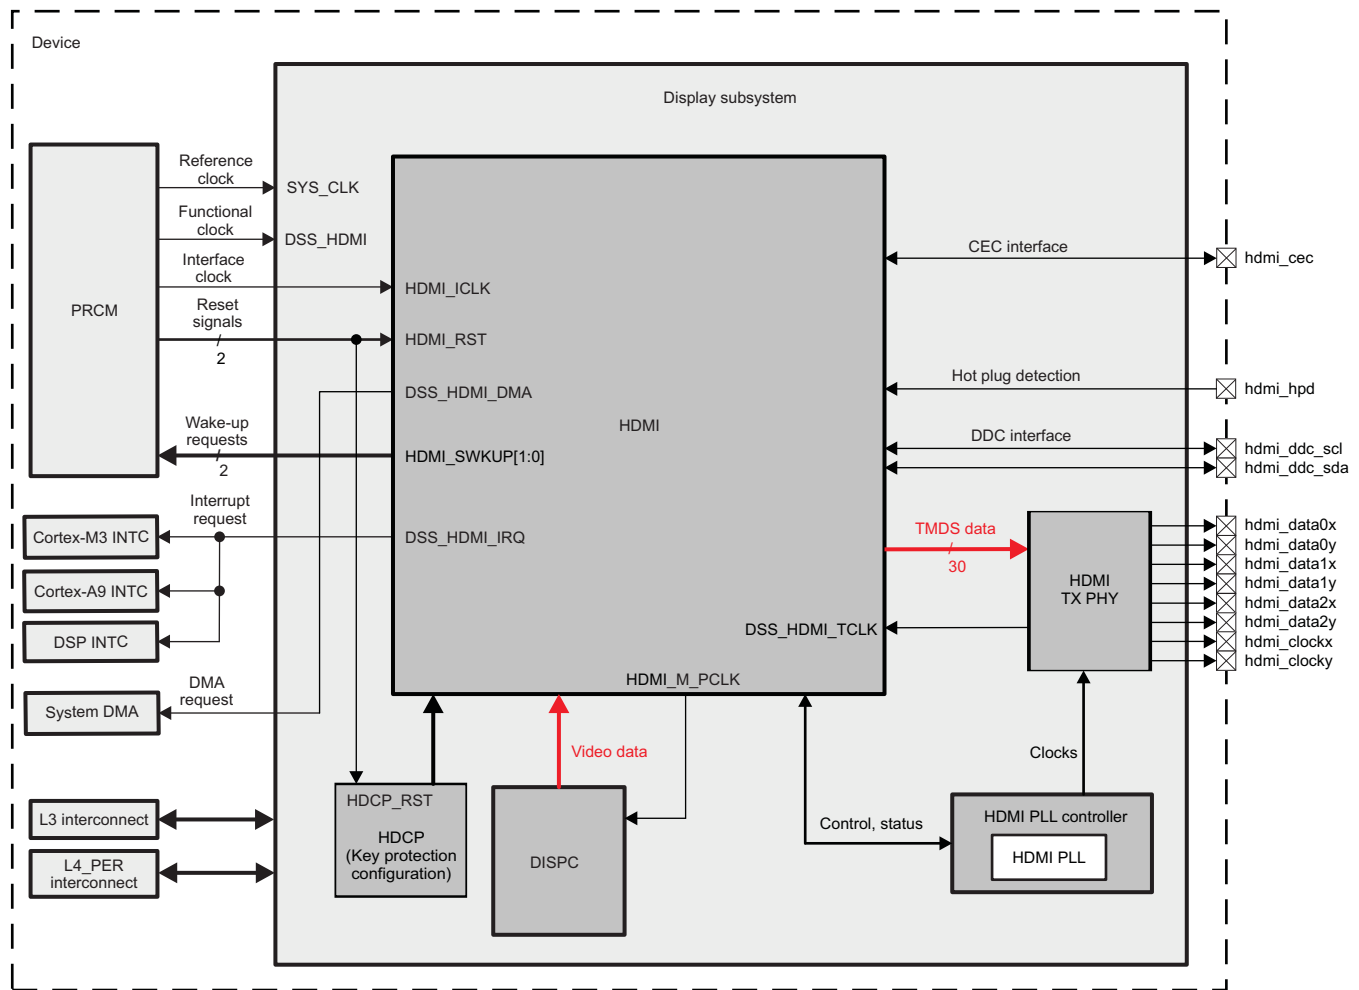 Device
Display subsystem
Reference
clock
SYS_CLK
Functional
clock
DSS_HDMI
Interface
clock
HDMI_ICLK
PRCM
Reset
signals
2
HDMI_RST
DSS_HDMI_DMA
Wake-up
requests
2
HDMI_SWKUP[1:0]
HDMI
Interrupt
request
DSS_HDMI_IRQ
Cortex-M3 INTC
Cortex-A9 INTC
DSP INTC
DMA
request
System DMA
L3 interconnect
L4_PER
interconnect
CEC interface
hdmi_cec
Hot plug detection
hdmi_hpd
DDC interface
hdmi_ddc_scl
hdmi_ddc_sda
TMDS data
30
HDMI
TX PHY
hdmi_data0x
hdmi_data0y
hdmi_data1x
hdmi_data1y
hdmi_data2x
hdmi_data2y
hdmi_clockx
hdmi_clocky
DSS_HDMI_TCLK
HDMI_M_PCLK
Video data
Clocks
HDCP_RST
HDCP
(Key protection
configuration)
DISPC
Control, status
HDMI PLL controller
HDMI PLL